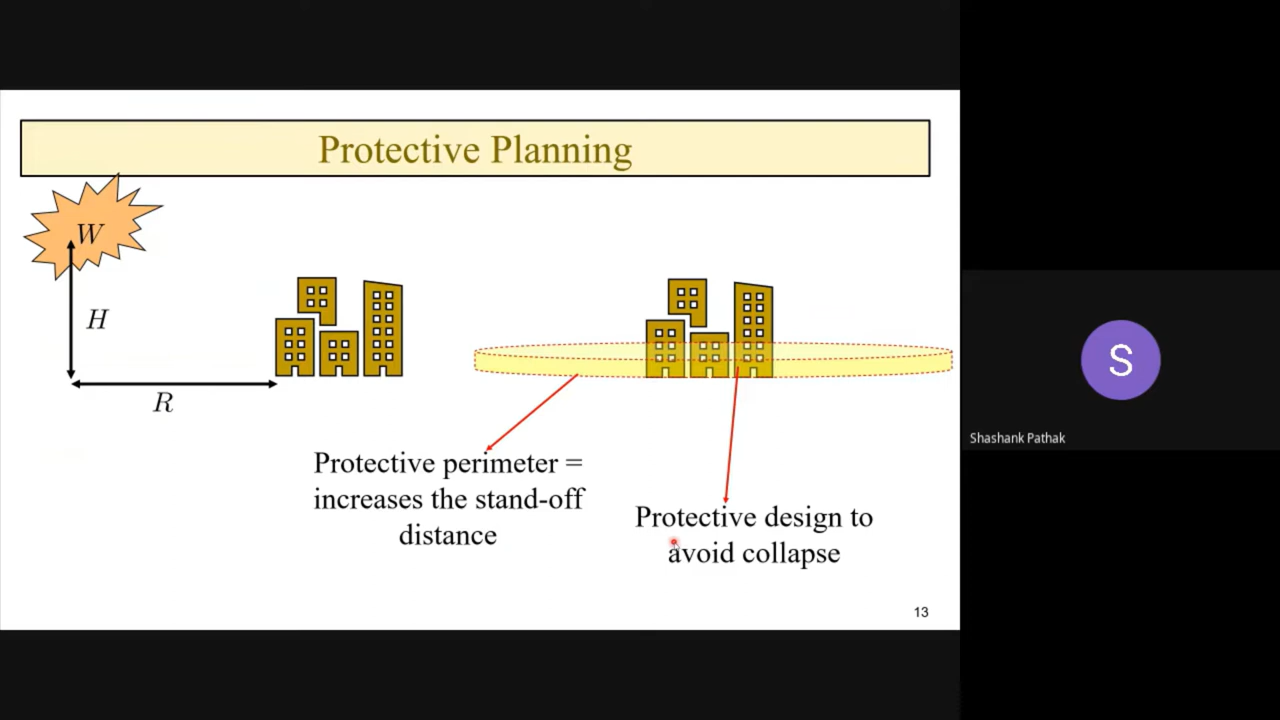 Protective Planning
W
H
R
Protective perimeter =
increases the stand-off
distance
Protective design to
avoid collapse
13
S
Shashank Pathak